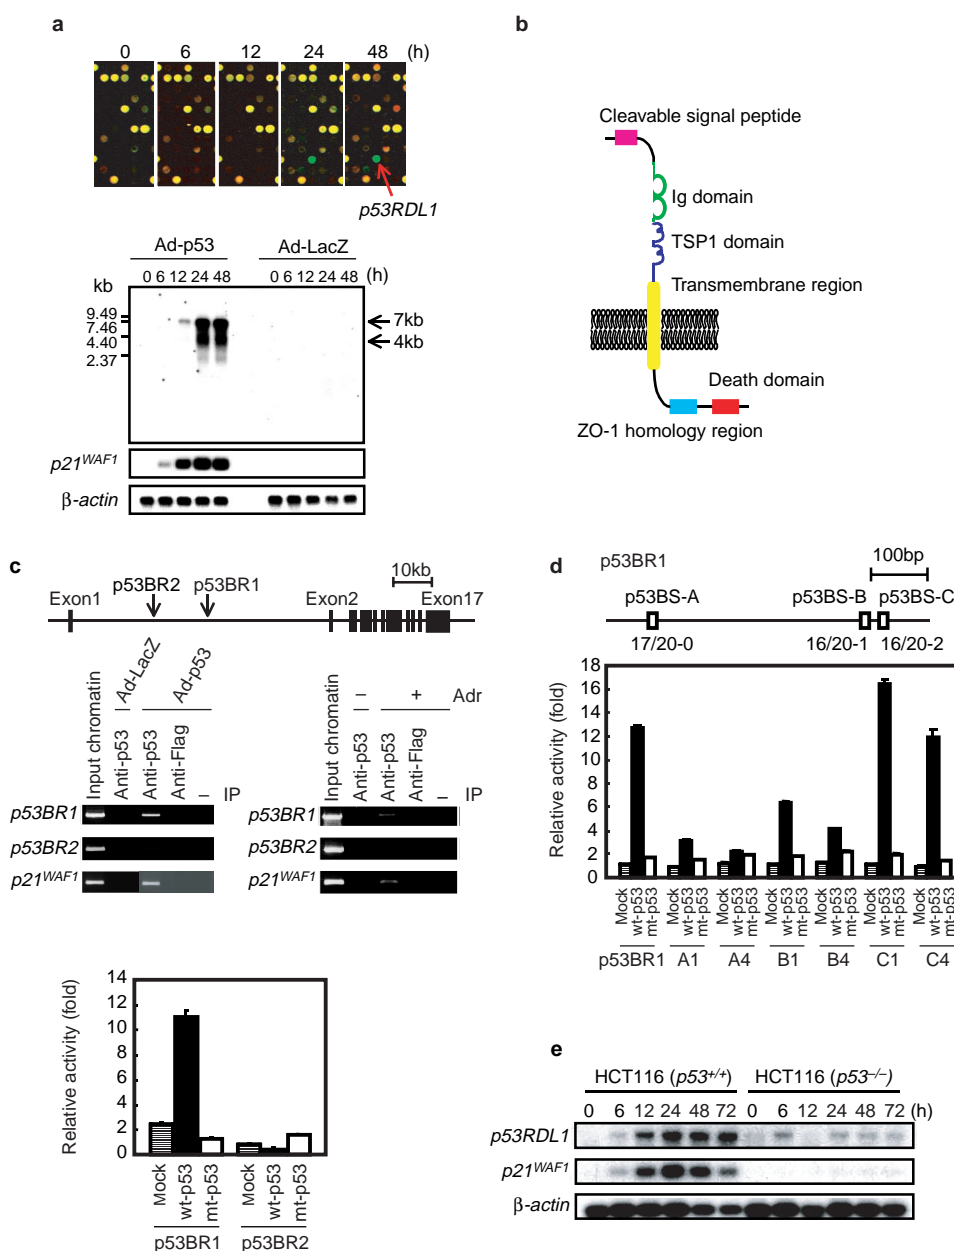 a
0 6 12 24 48 (h)
p53RDL1
Ad-p53 Ad-LacZ
kb 0 6 12 24 48 0 6 12 24 48 (h)
9.49
7.46
4.40
2.37
7kb
4kb
p21WAF1
β-actin
b
Cleavable signal peptide
Ig domain
TSP1 domain
Transmembrane region
Death domain
ZO-1 homology region
c
p53BR2 p53BR1
10kb
Exon1 Exon2 Exon17
Ad-LacZ Ad-p53
Input chromatin Anti-p53 Anti-p53 Anti-Flag – IP
p53BR1
p53BR2
p21WAF1
– + Adr
Input chromatin Anti-p53 Anti-p53 Anti-Flag – IP
p53BR1
p53BR2
p21WAF1
Relative activity (fold)
14
12
10
8
6
4
2
0
Mock wt-p53 mt-p53 Mock wt-p53 mt-p53
p53BR1 p53BR2
d
p53BR1 100bp
p53BS-A p53BS-B p53BS-C
17/20-0 16/20-1 16/20-2
Relative activity (fold)
18
16
14
12
10
8
6
4
2
0
Mock wt-p53 mt-p53 Mock wt-p53 mt-p53 Mock wt-p53 mt-p53 Mock wt-p53 mt-p53 Mock wt-p53 mt-p53 Mock wt-p53 mt-p53 Mock wt-p53 mt-p53
p53BR1 A1 A4 B1 B4 C1 C4
e
HCT116 (p53+/+) HCT116 (p53–/–)
0 6 12 24 48 72 0 6 12 24 48 72 (h)
p53RDL1
p21WAF1
β-actin